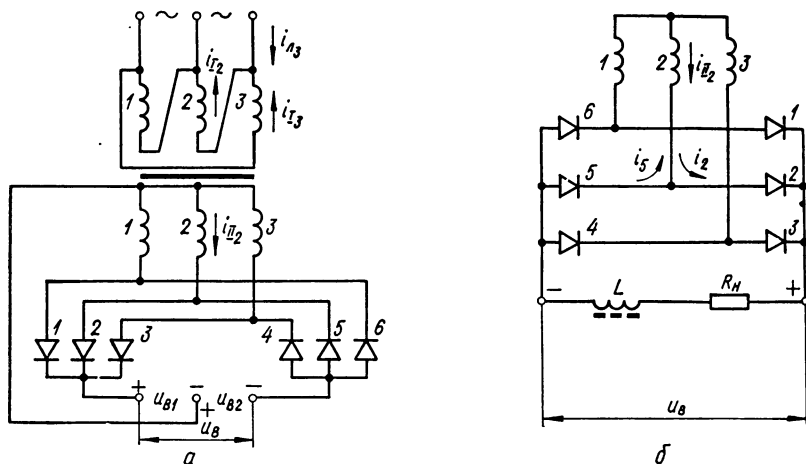 ~ ~
i_л3
i_I2
i_I3
1 2 3
1 2 3
i_II2
1 2 3 4 5 6
+ − −
u_В1 + u_В2
u_В
а
1 2 3
i_II2
6 1
i_5 i_2
5 2
4 3
− L R_Н +
u_В
б